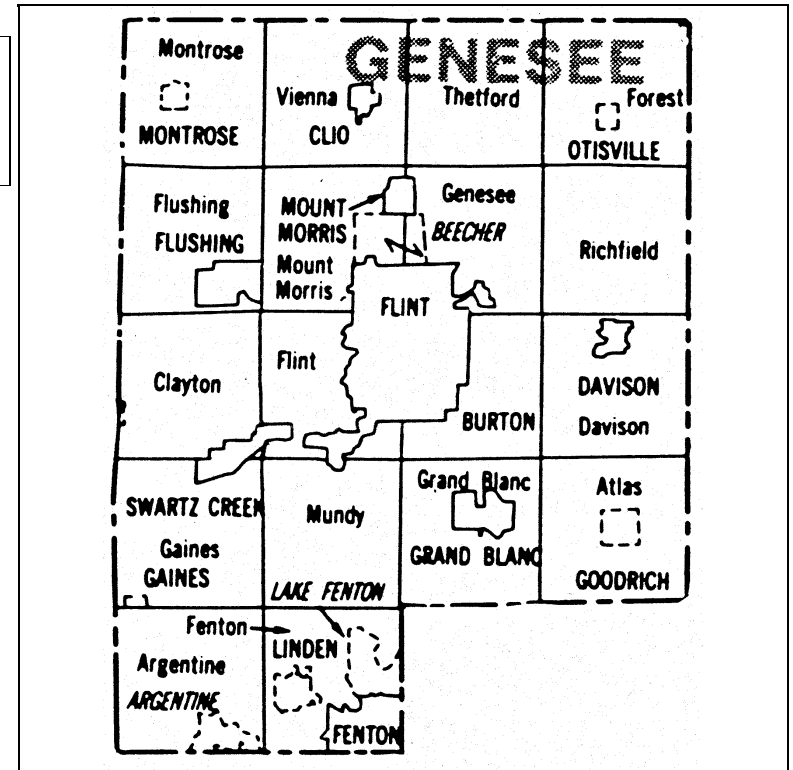 GENESEE
Montrose
MONTROSE
Vienna
CLIO
Thetford
Forest
OTISVILLE
Flushing
FLUSHING
MOUNT
MORRIS
Mount
Morris
Genesee
BEECHER
Richfield
FLINT
Clayton
Flint
BURTON
DAVISON
Davison
SWARTZ CREEK
Gaines
GAINES
Mundy
Grand Blanc
GRAND BLANC
Atlas
GOODRICH
LAKE FENTON
Fenton
LINDEN
Argentine
ARGENTINE
FENTON